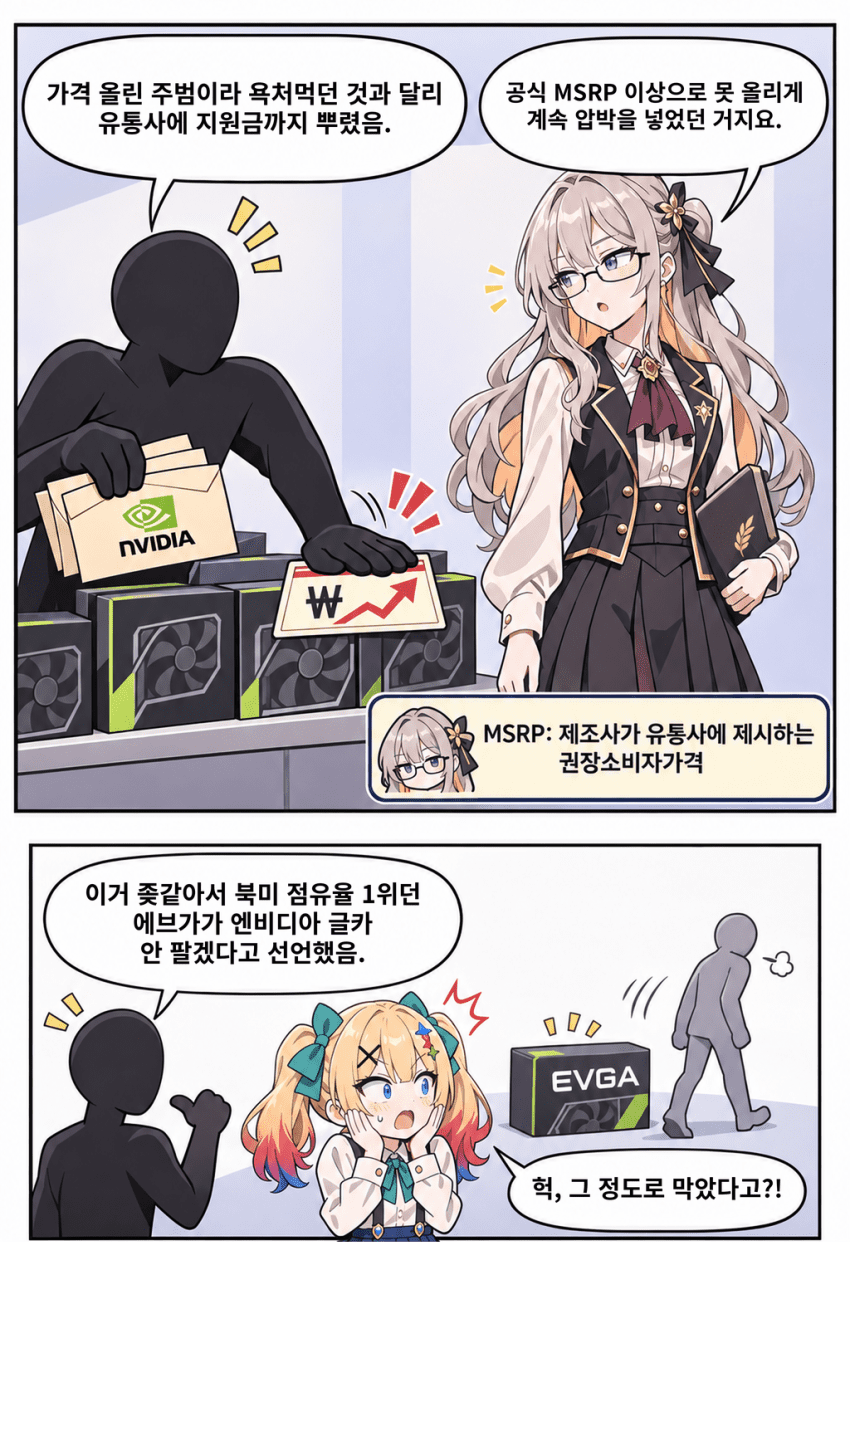 가격 올린 주범이라 욕처먹던 것과 달리
유통사에 지원금까지 뿌렸음.
공식 MSRP 이상으로 못 올리게
계속 압박을 넣었던 거지요.
NVIDIA
₩
MSRP: 제조사가 유통사에 제시하는
권장소비자가격
이거 좆같아서 북미 점유율 1위던
에브가가 엔비디아 글카
안 팔겠다고 선언했음.
EVGA
헉, 그 정도로 막았다고?!